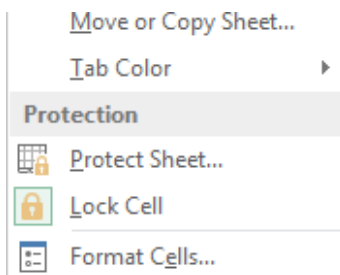 Move or Copy Sheet...
Tab Color
Protection
Protect Sheet...
Lock Cell
Format Cells...